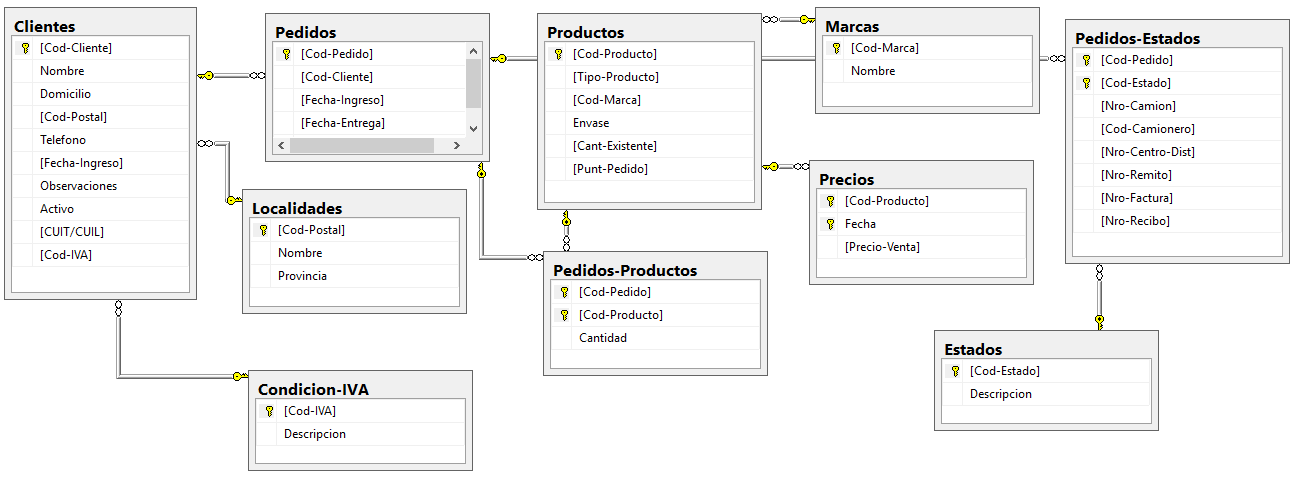 Clientes
[Cod-Cliente]
Nombre
Domicilio
[Cod-Postal]
Telefono
[Fecha-Ingreso]
Observaciones
Activo
[CUIT/CUIL]
[Cod-IVA]
Pedidos
[Cod-Pedido]
[Cod-Cliente]
[Fecha-Ingreso]
[Fecha-Entrega]
Localidades
[Cod-Postal]
Nombre
Provincia
Condicion-IVA
[Cod-IVA]
Descripcion
Productos
[Cod-Producto]
[Tipo-Producto]
[Cod-Marca]
Envase
[Cant-Existente]
[Punt-Pedido]
Pedidos-Productos
[Cod-Pedido]
[Cod-Producto]
Cantidad
Marcas
[Cod-Marca]
Nombre
Precios
[Cod-Producto]
Fecha
[Precio-Venta]
Pedidos-Estados
[Cod-Pedido]
[Cod-Estado]
[Nro-Camion]
[Cod-Camionero]
[Nro-Centro-Dist]
[Nro-Remito]
[Nro-Factura]
[Nro-Recibo]
Estados
[Cod-Estado]
Descripcion